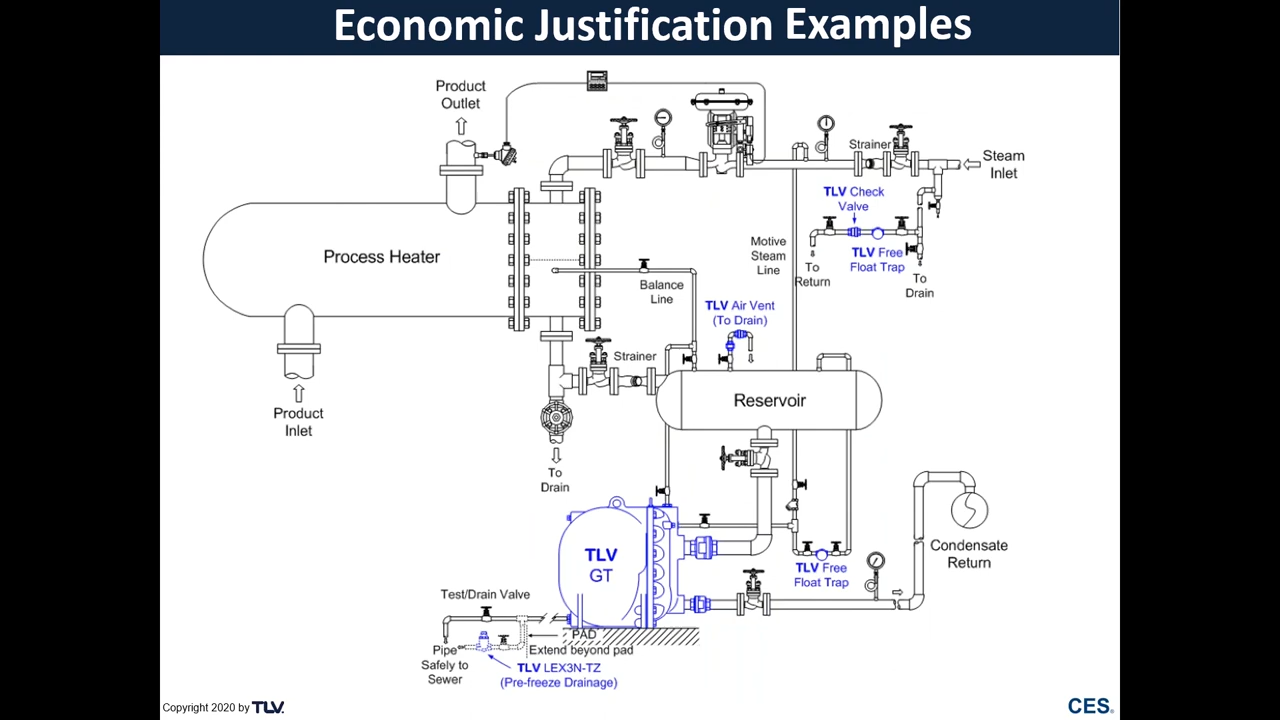 Economic Justification Examples
Product
Outlet
Strainer
Steam
Inlet
TLV Check
Valve
Process Heater
Motive
Steam
Line
TLV Free
Float Trap
To
Return
To
Drain
Balance
Line
TLV Air Vent
(To Drain)
Strainer
Reservoir
Product
Inlet
To
Drain
TLV
GT
Condensate
Return
TLV Free
Float Trap
Test/Drain Valve
PAD
Extend beyond pad
Pipe
Safely to
Sewer
TLV LEX3N-TZ
(Pre-freeze Drainage)
Copyright 2020 by TLV.
CES